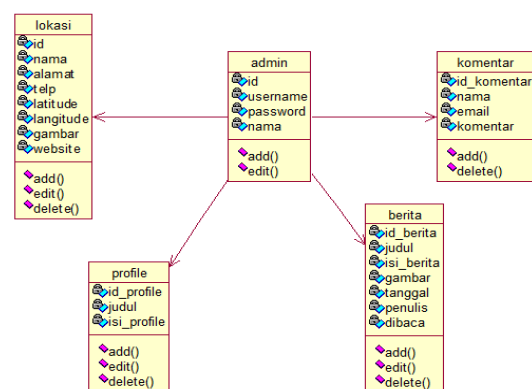 lokasi
id
nama
alamat
telp
latitude
langitude
gambar
website
add()
edit()
delete()
admin
id
username
password
nama
add()
edit()
komentar
id_komentar
nama
email
komentar
add()
delete()
profile
id_profile
judul
isi_profile
add()
edit()
delete()
berita
id_berita
judul
isi_berita
gambar
tanggal
penulis
dibaca
add()
edit()
delete()